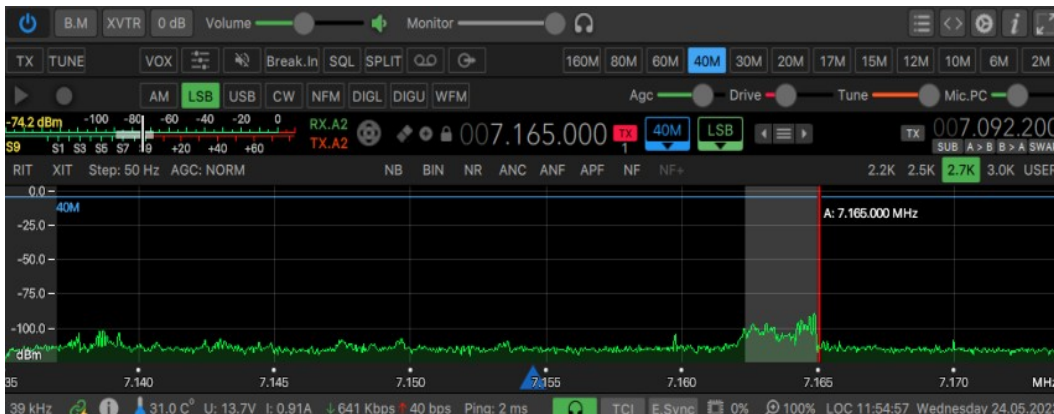 B.M XVTR 0 dB Volume Monitor
TX TUNE VOX Break.In SQL SPLIT 160M 80M 60M 40M 30M 20M 17M 15M 12M 10M 6M 2M
AM LSB USB CW NFM DIGL DIGU WFM Agc Drive Tune Mic.PC
-74.2 dBm -100 -80 -60 -40 -20 0 RX.A2 007.165.000 TX 1 40M LSB TX 007.092.200
S9 S1 S3 S5 S7 9 +20 +40 +60 TX.A2 SUB A > B B > A SWAP
RIT XIT Step: 50 Hz AGC: NORM NB BIN NR ANC ANF APF NF NF+ 2.2K 2.5K 2.7K 3.0K USER
0.0
40M
A: 7.165.000 MHz
-25.0
-50.0
-75.0
-100.0
dBm
35 7.140 7.145 7.150 7.155 7.160 7.165 7.170 MHz
39 kHz 31.0 C° U: 13.7V I: 0.91A 641 Kbps 40 bps Ping: 2 ms TCI E.Sync 0% 100% LOC 11:54:57 Wednesday 24.05.202